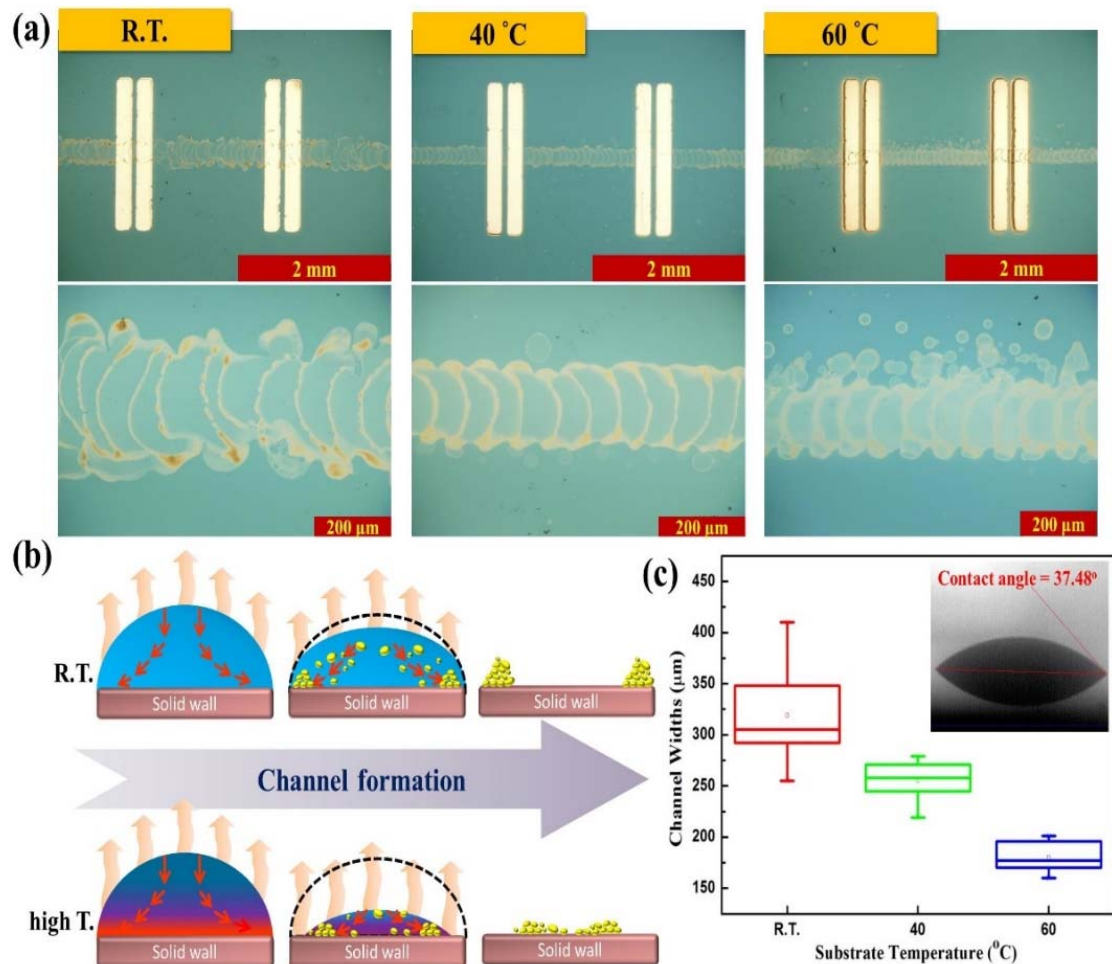 (a)
R.T.
40 °C
60 °C
2 mm
2 mm
2 mm
200 µm
200 µm
200 µm
(b)
R.T.
Solid wall
Solid wall
Solid wall
Channel formation
high T.
Solid wall
Solid wall
Solid wall
(c)
Contact angle = 37.48°
Channel Widths (µm)
450
400
350
300
250
200
150
R.T.
40
60
Substrate Temperature (°C)